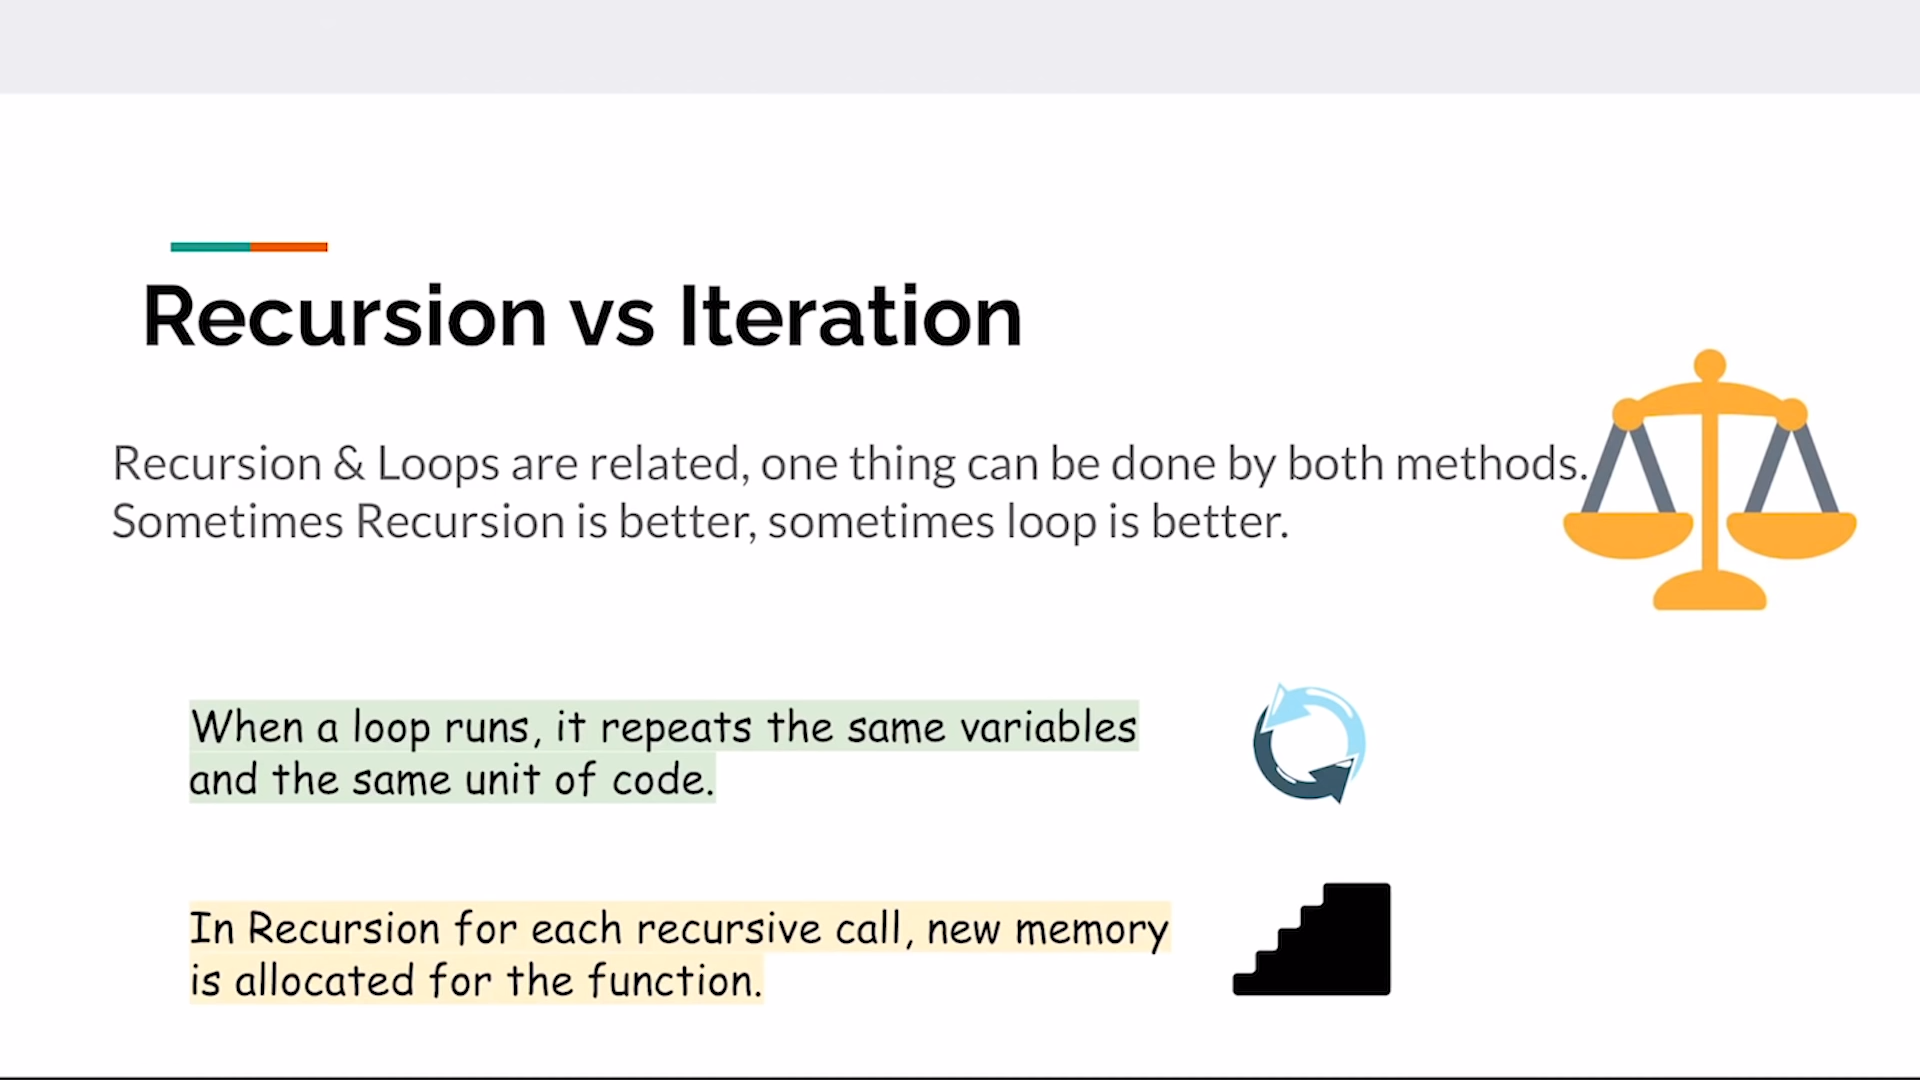 Recursion vs Iteration
Recursion & Loops are related, one thing can be done by both methods.
Sometimes Recursion is better, sometimes loop is better.
When a loop runs, it repeats the same variables
and the same unit of code.
In Recursion for each recursive call, new memory
is allocated for the function.